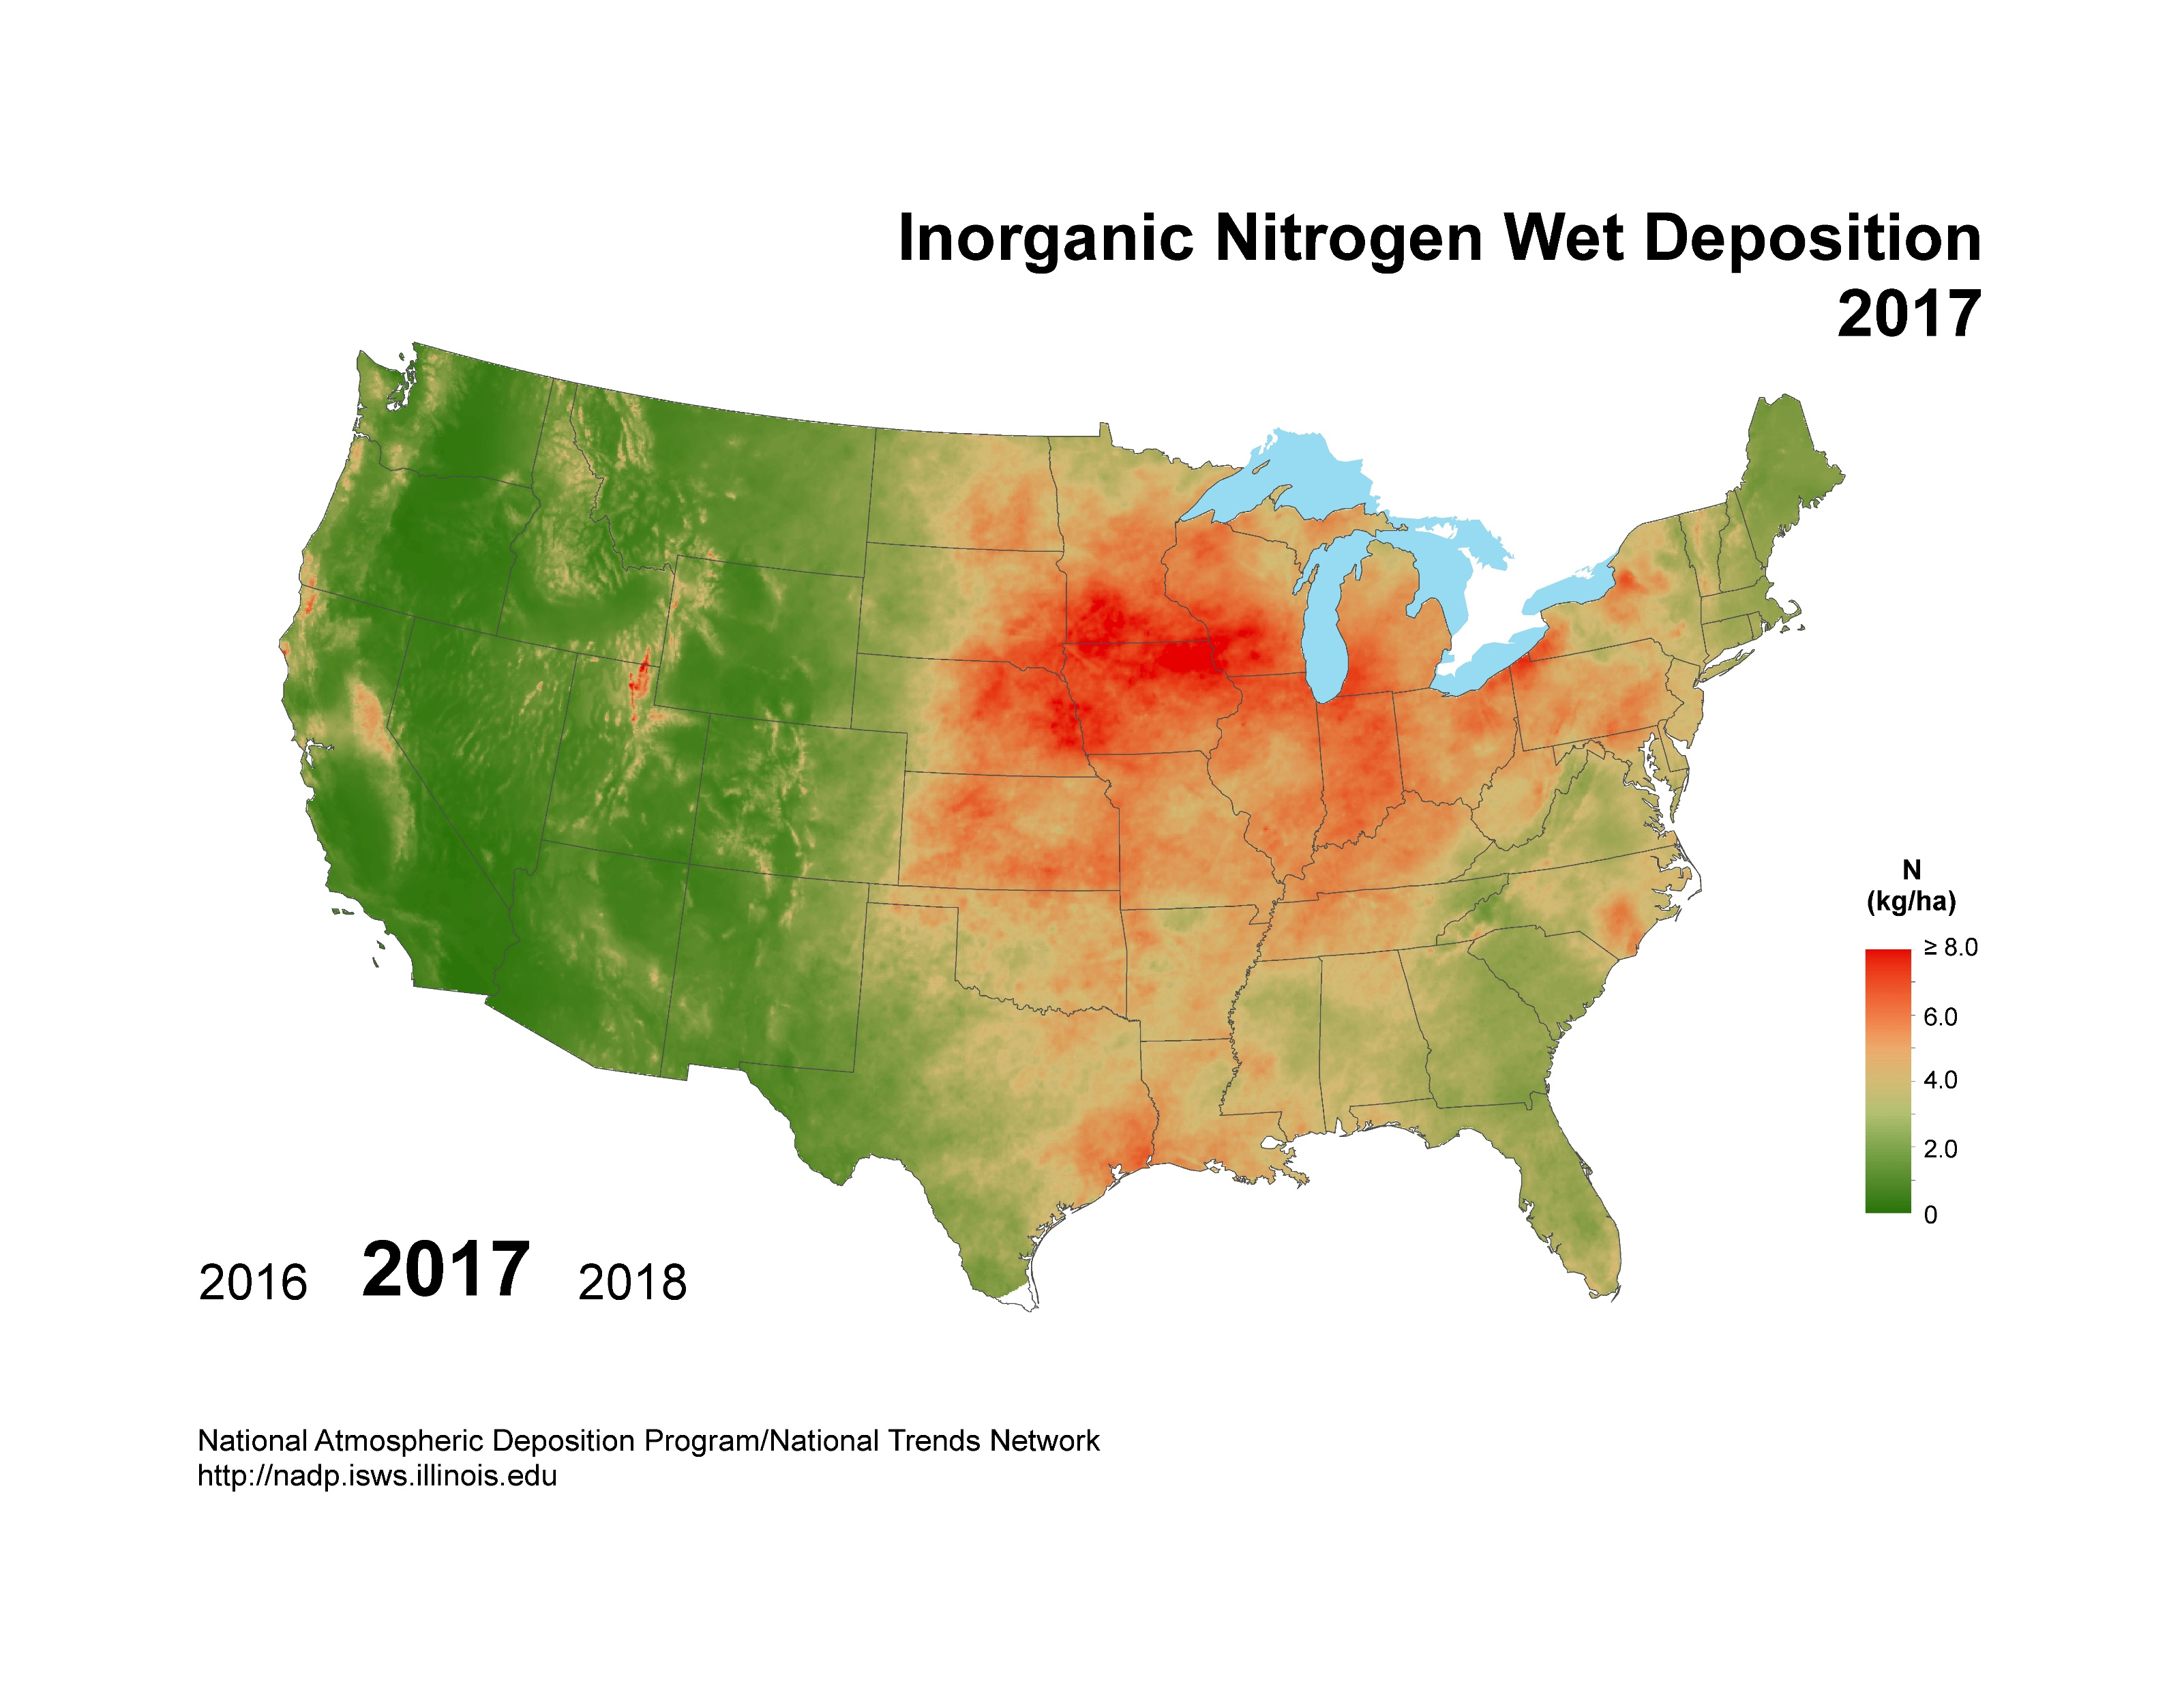 Inorganic Nitrogen Wet Deposition
2017
N
(kg/ha)
≥ 8.0
6.0
4.0
2.0
0
2016 2017 2018
National Atmospheric Deposition Program/National Trends Network
http://nadp.isws.illinois.edu